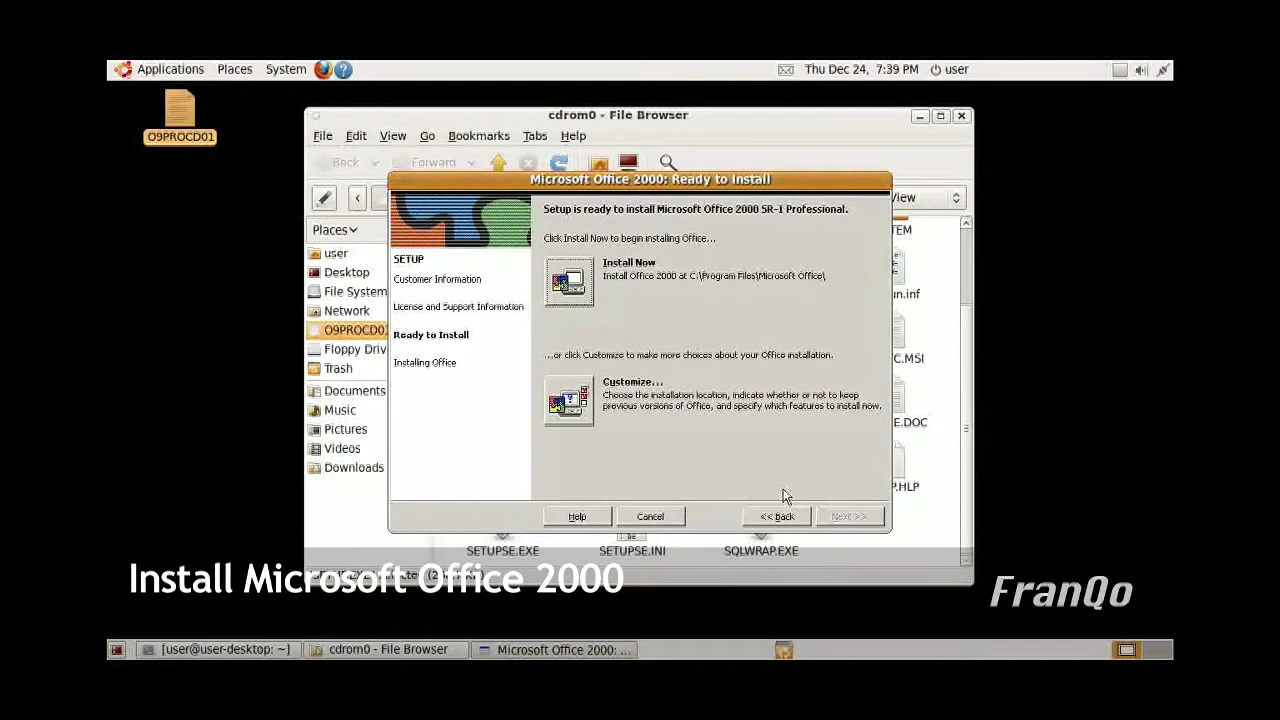 Applications Places System Thu Dec 24, 7:39 PM user
O9PROCD01
cdrom0 - File Browser
File Edit View Go Bookmarks Tabs Help
Back Forward
Microsoft Office 2000: Ready to Install
View
Places
user
Desktop
File System
Network
O9PROCD01
Floppy Driv
Trash
Documents
Music
Pictures
Videos
Downloads
SETUP
Customer Information
License and Support Information
Ready to Install
Installing Office
Setup is ready to install Microsoft Office 2000 SR-1 Professional.
Click Install Now to begin installing Office...
Install Now
Install Office 2000 at C:\Program Files\Microsoft Office\
...or click Customize to make more choices about your Office installation.
Customize...
Choose the installation location, indicate whether or not to keep
previous versions of Office, and specify which features to install now.
Help Cancel << Back Next >>
TEM
un.inf
C.MSI
E.DOC
P.HLP
SETUPSE.EXE SETUPSE.INI SQLWRAP.EXE
Install Microsoft Office 2000
FranQo
[user@user-desktop: ~] cdrom0 - File Browser Microsoft Office 2000: ...